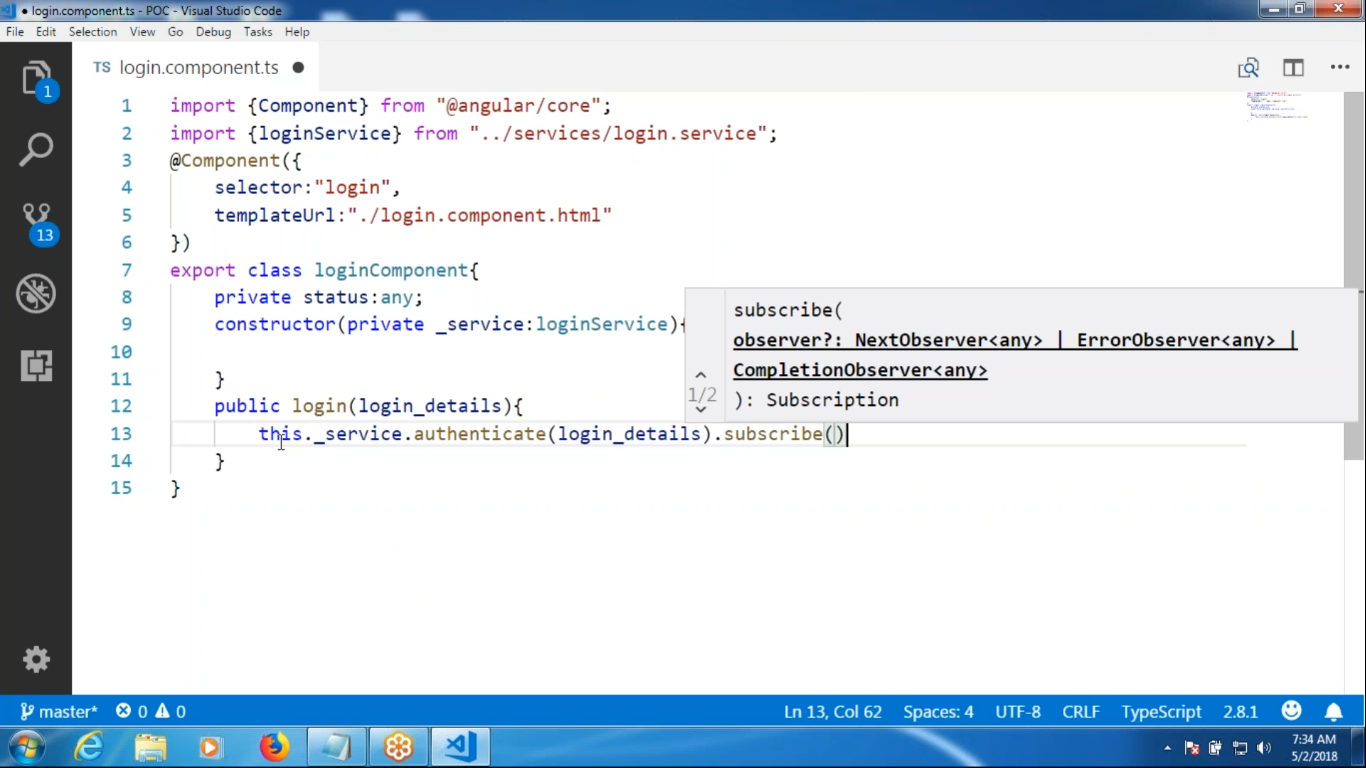 login.component.ts - POC - Visual Studio Code
File Edit Selection View Go Debug Tasks Help
TS login.component.ts
1 import {Component} from "@angular/core";
2 import {loginService} from "../services/login.service";
3 @Component({
4 selector:"login",
5 templateUrl:"./login.component.html"
6 })
7 export class loginComponent{
8 private status:any;
9 constructor(private _service:loginService){
10
11 }
12 public login(login_details){
13 this._service.authenticate(login_details).subscribe()
14 }
15 }
subscribe(
observer?: NextObserver<any> | ErrorObserver<any> |
CompletionObserver<any>
1/2 ): Subscription
1
13
master* 0 0 Ln 13, Col 62 Spaces: 4 UTF-8 CRLF TypeScript 2.8.1
7:34 AM
5/2/2018